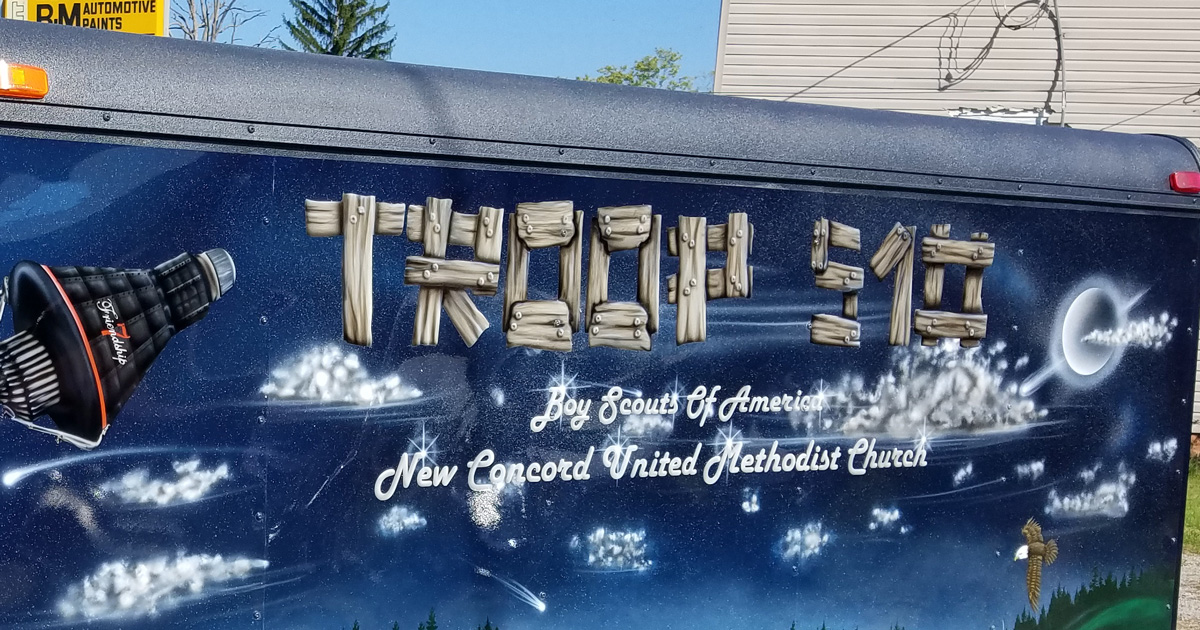 R-M AUTOMOTIVE
PAINTS
TROOP 510
Friendship
7
Boy Scouts Of America
New Concord United Methodist Church